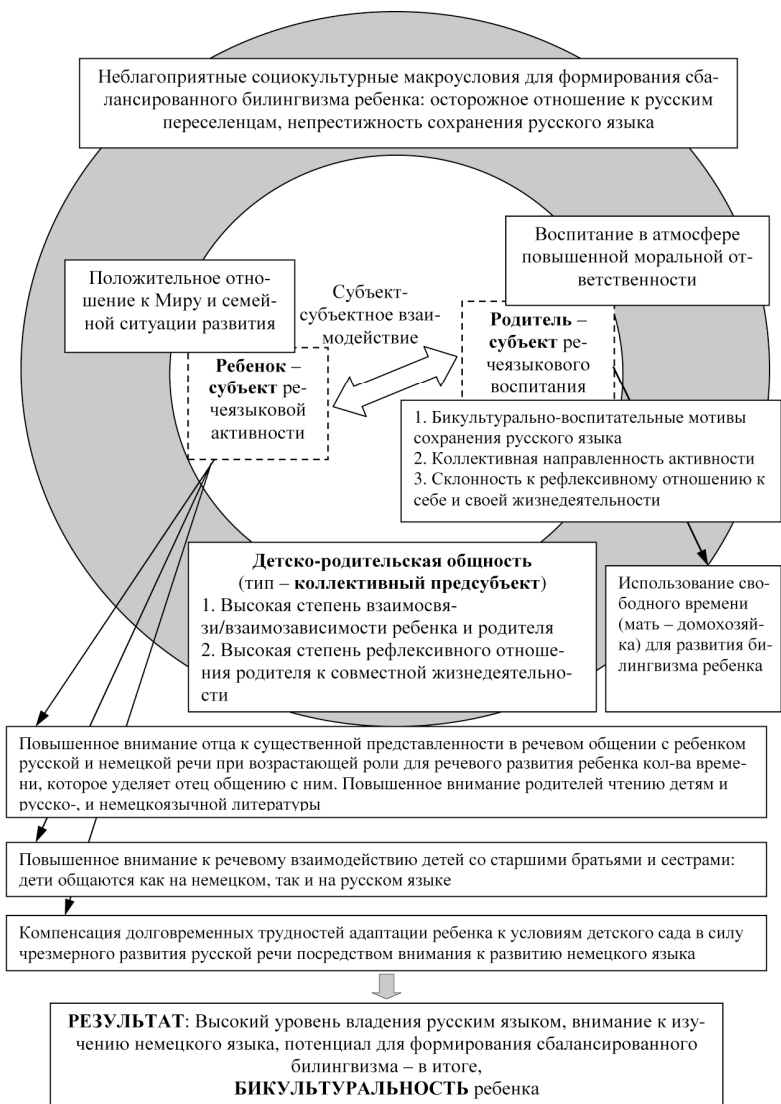 Неблагоприятные социокультурные макроусловия для формирования сба-
лансированного билингвизма ребенка: осторожное отношение к русским
переселенцам, непрестижность сохранения русского языка
Воспитание в атмосфере
повышенной моральной от-
ветственности
Положительное отно-
шение к Миру и семей-
ной ситуации развития
Субъект-
субъектное взаи-
модействие
Родитель –
субъект ре-
чеязыкового
воспитания
Ребенок –
субъект ре-
чеязыковой
активности
1. Бикультурально-воспитательные мотивы
сохранения русского языка
2. Коллективная направленность активности
3. Склонность к рефлексивному отношению к
себе и своей жизнедеятельности
Детско-родительская общность
(тип – коллективный предсубъект)
1. Высокая степень взаимосвя-
зи/взаимозависимости ребенка и родителя
2. Высокая степень рефлексивного отноше-
ния родителя к совместной жизнедеятельно-
сти
Использование сво-
бодного времени
(мать – домохозяй-
ка) для развития би-
лингвизма ребенка
Повышенное внимание отца к существенной представленности в речевом общении с ребенком
русской и немецкой речи при возрастающей роли для речевого развития ребенка кол-ва време-
ни, которое уделяет отец общению с ним. Повышенное внимание родителей чтению детям и
русско-, и немецкоязычной литературы
Повышенное внимание к речевому взаимодействию детей со старшими братьями и сестрами:
дети общаются как на немецком, так и на русском языке
Компенсация долговременных трудностей адаптации ребенка к условиям детского сада в силу
чрезмерного развития русской речи посредством внимания к развитию немецкого языка
РЕЗУЛЬТАТ: Высокий уровень владения русским языком, внимание к изу-
чению немецкого языка, потенциал для формирования сбалансированного
билингвизма – в итоге,
БИКУЛЬТУРАЛЬНОСТЬ ребенка